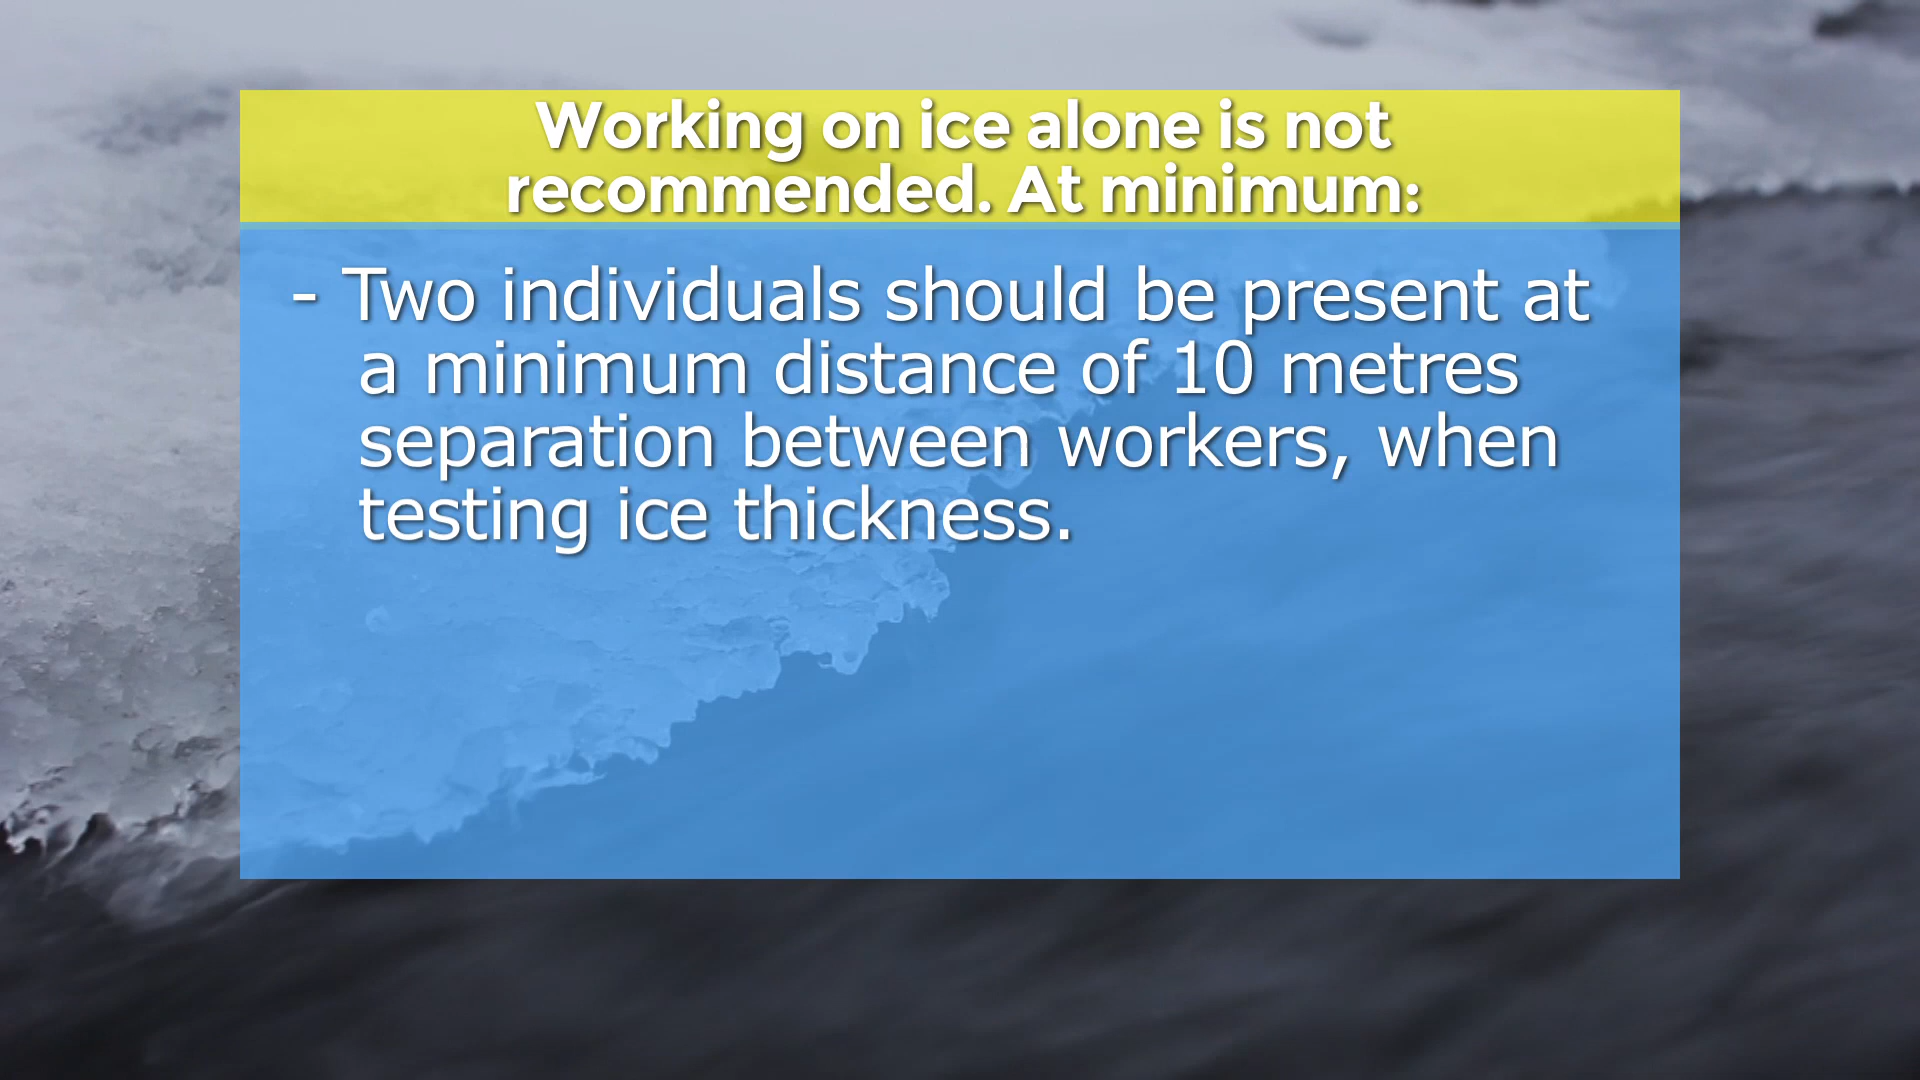 Working on ice alone is not
recommended. At minimum:
- Two individuals should be present at
a minimum distance of 10 metres
separation between workers, when
testing ice thickness.